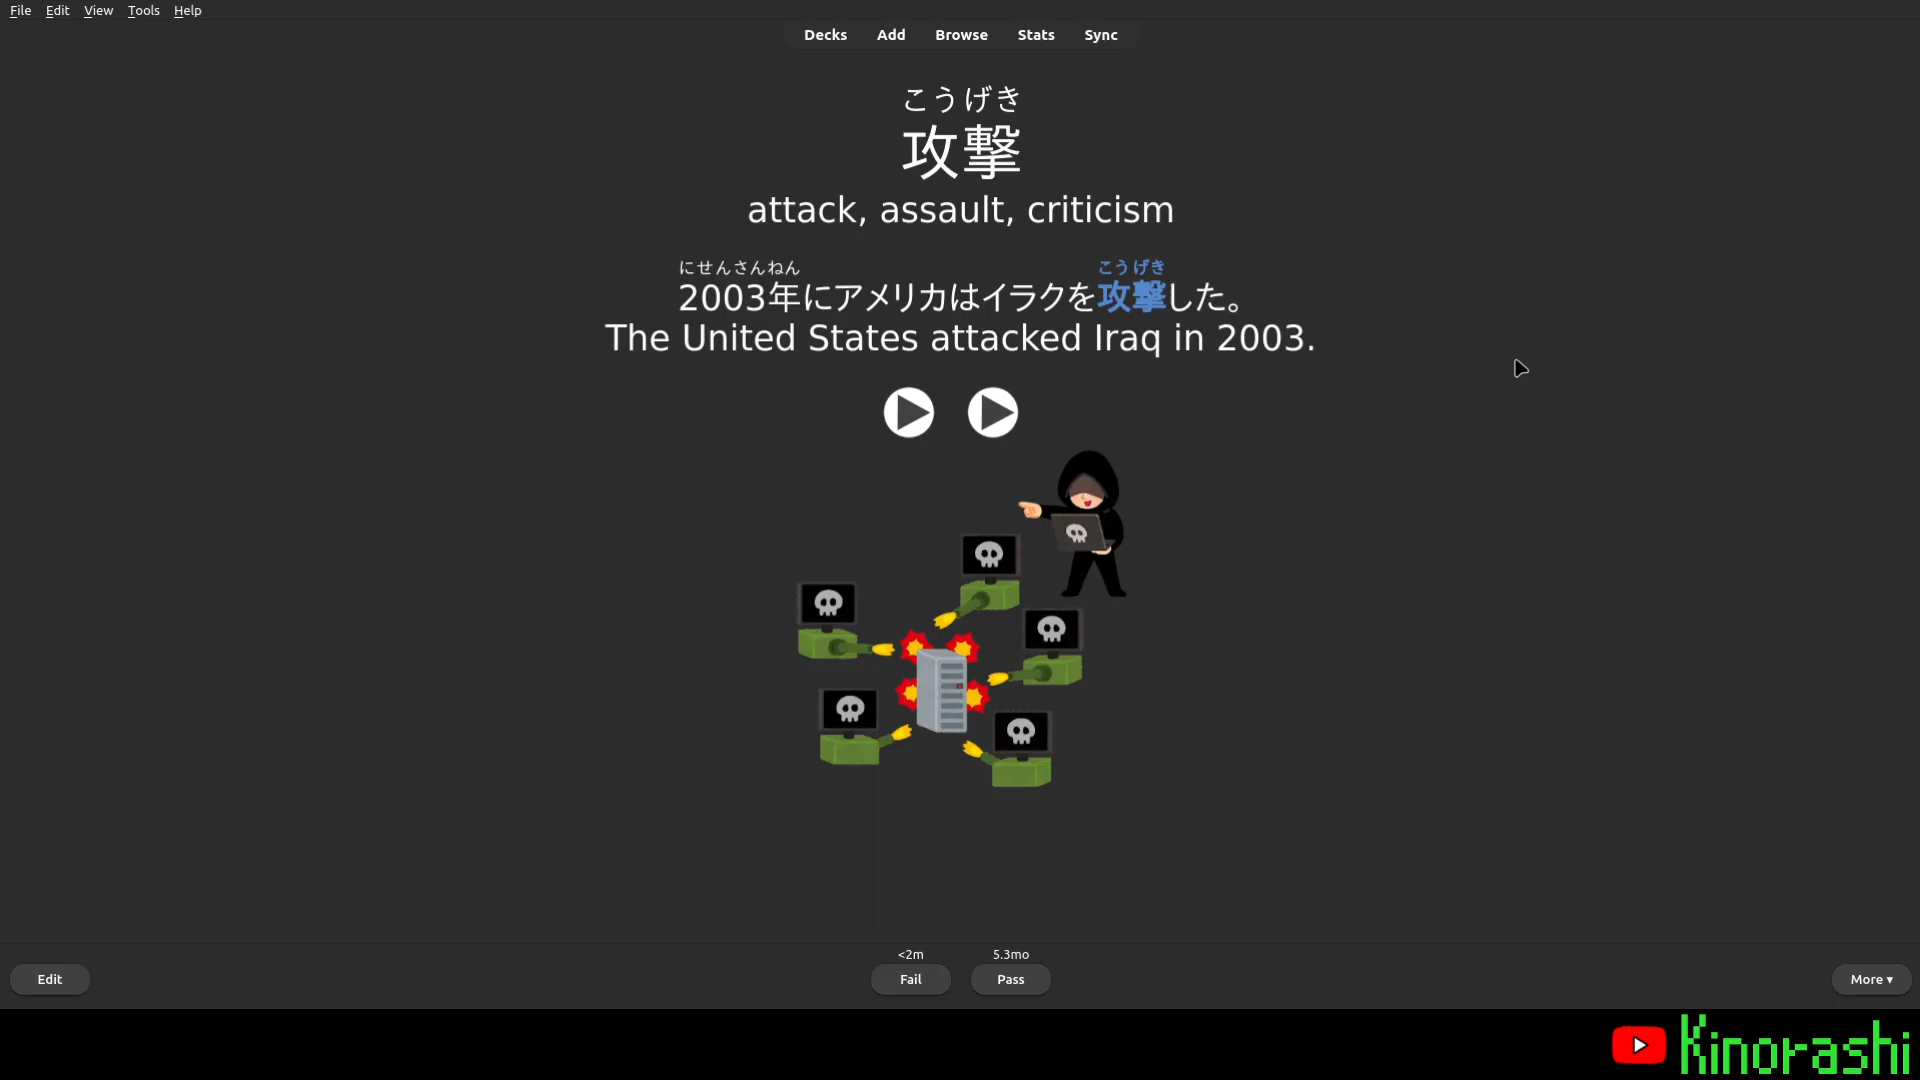 File Edit View Tools Help
Decks Add Browse Stats Sync
こうげき
攻撃
attack, assault, criticism
にせんさんねん こうげき
2003年にアメリカはイラクを攻撃した。
The United States attacked Iraq in 2003.
<2m 5.3mo
Edit Fail Pass More ▾
Kinorashi